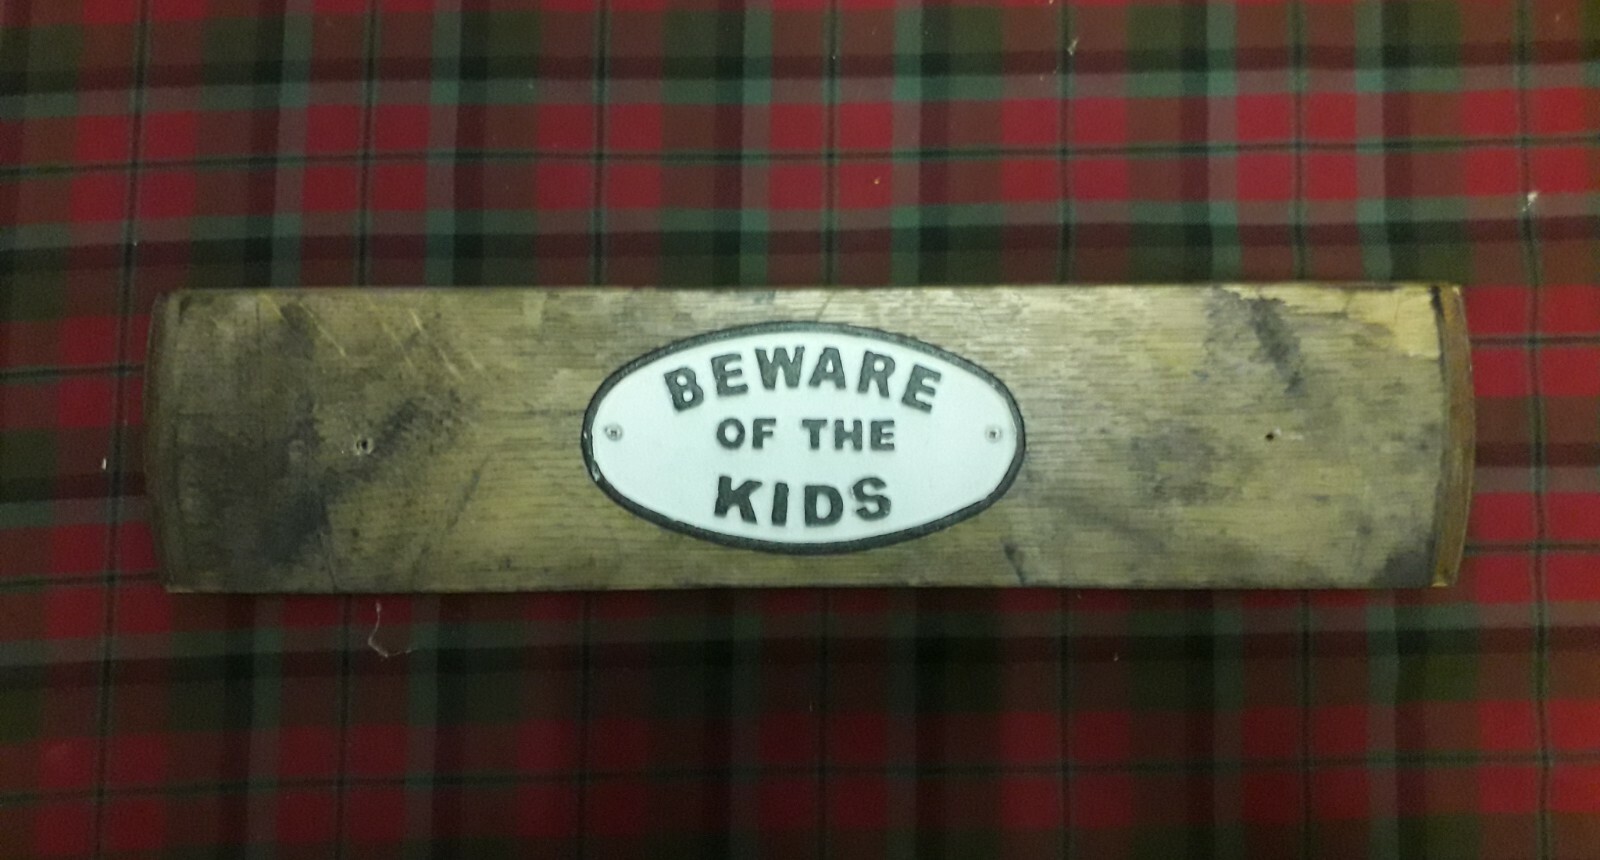 BEWARE
OF THE
KIDS